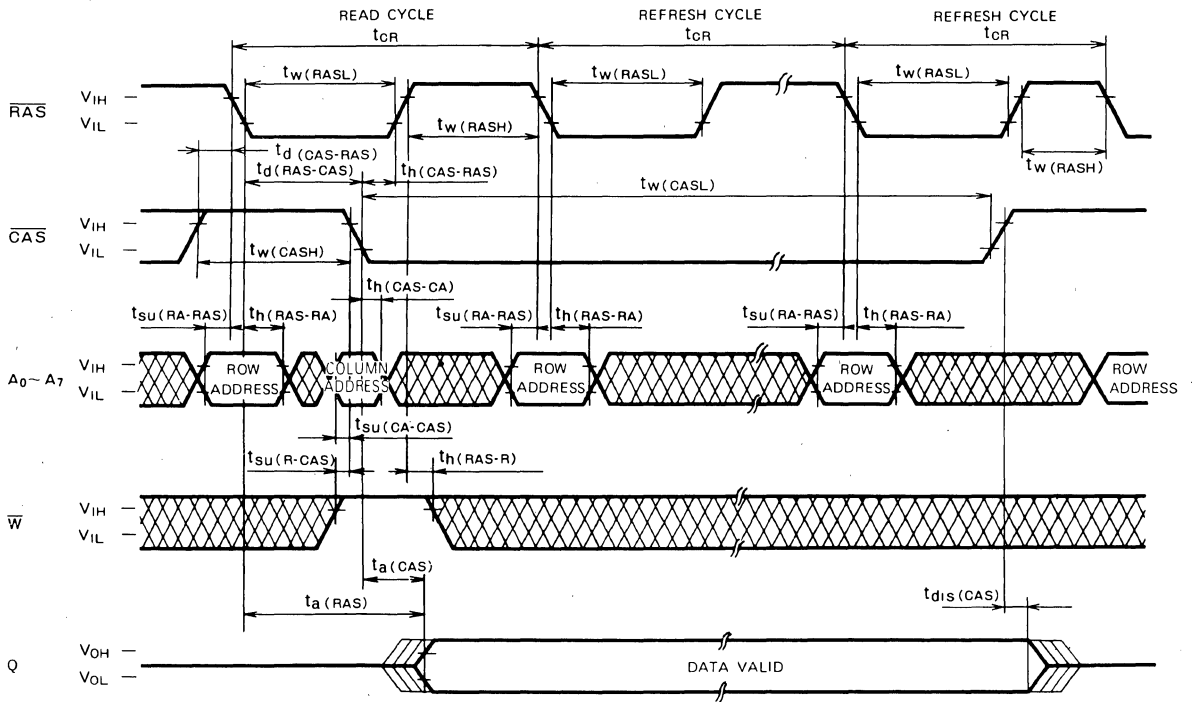 READ CYCLE REFRESH CYCLE REFRESH CYCLE
tCR tCR tCR
tw(RASL) tw(RASL) tw(RASL)
RAS VIH
VIL
tw(RASH) tw(RASH)
td (CAS-RAS)
td(RAS-CAS) th(CAS-RAS)
tw(CASL)
CAS VIH
VIL
tw(CASH)
th(CAS-CA)
tsu(RA-RAS) th(RAS-RA) tsu(RA-RAS) th(RAS-RA) tsu(RA-RAS) th(RAS-RA)
A0~A7 VIH ROW COLUMN ROW ROW ROW
VIL ADDRESS ADDRESS ADDRESS ADDRESS ADDRESS
tsu(CA-CAS)
tsu(R-CAS) th(RAS-R)
W VIH
VIL
ta(CAS)
ta(RAS) tDIS(CAS)
Q VOH
DATA VALID
VOL